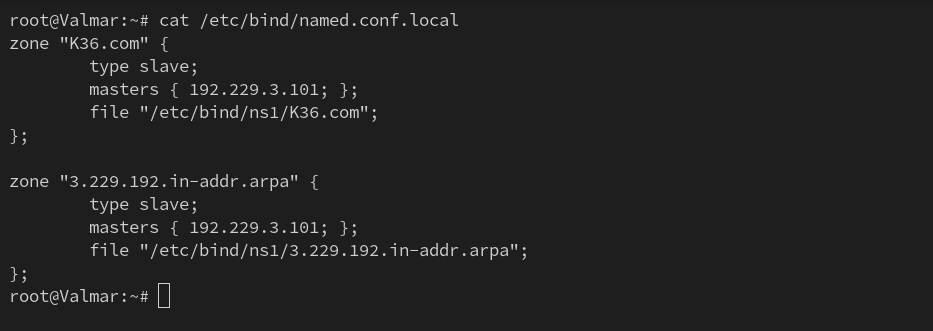 root@Valmar:~# cat /etc/bind/named.conf.local
zone "K36.com" {
        type slave;
        masters { 192.229.3.101; };
        file "/etc/bind/ns1/K36.com";
};

zone "3.229.192.in-addr.arpa" {
        type slave;
        masters { 192.229.3.101; };
        file "/etc/bind/ns1/3.229.192.in-addr.arpa";
};
root@Valmar:~#